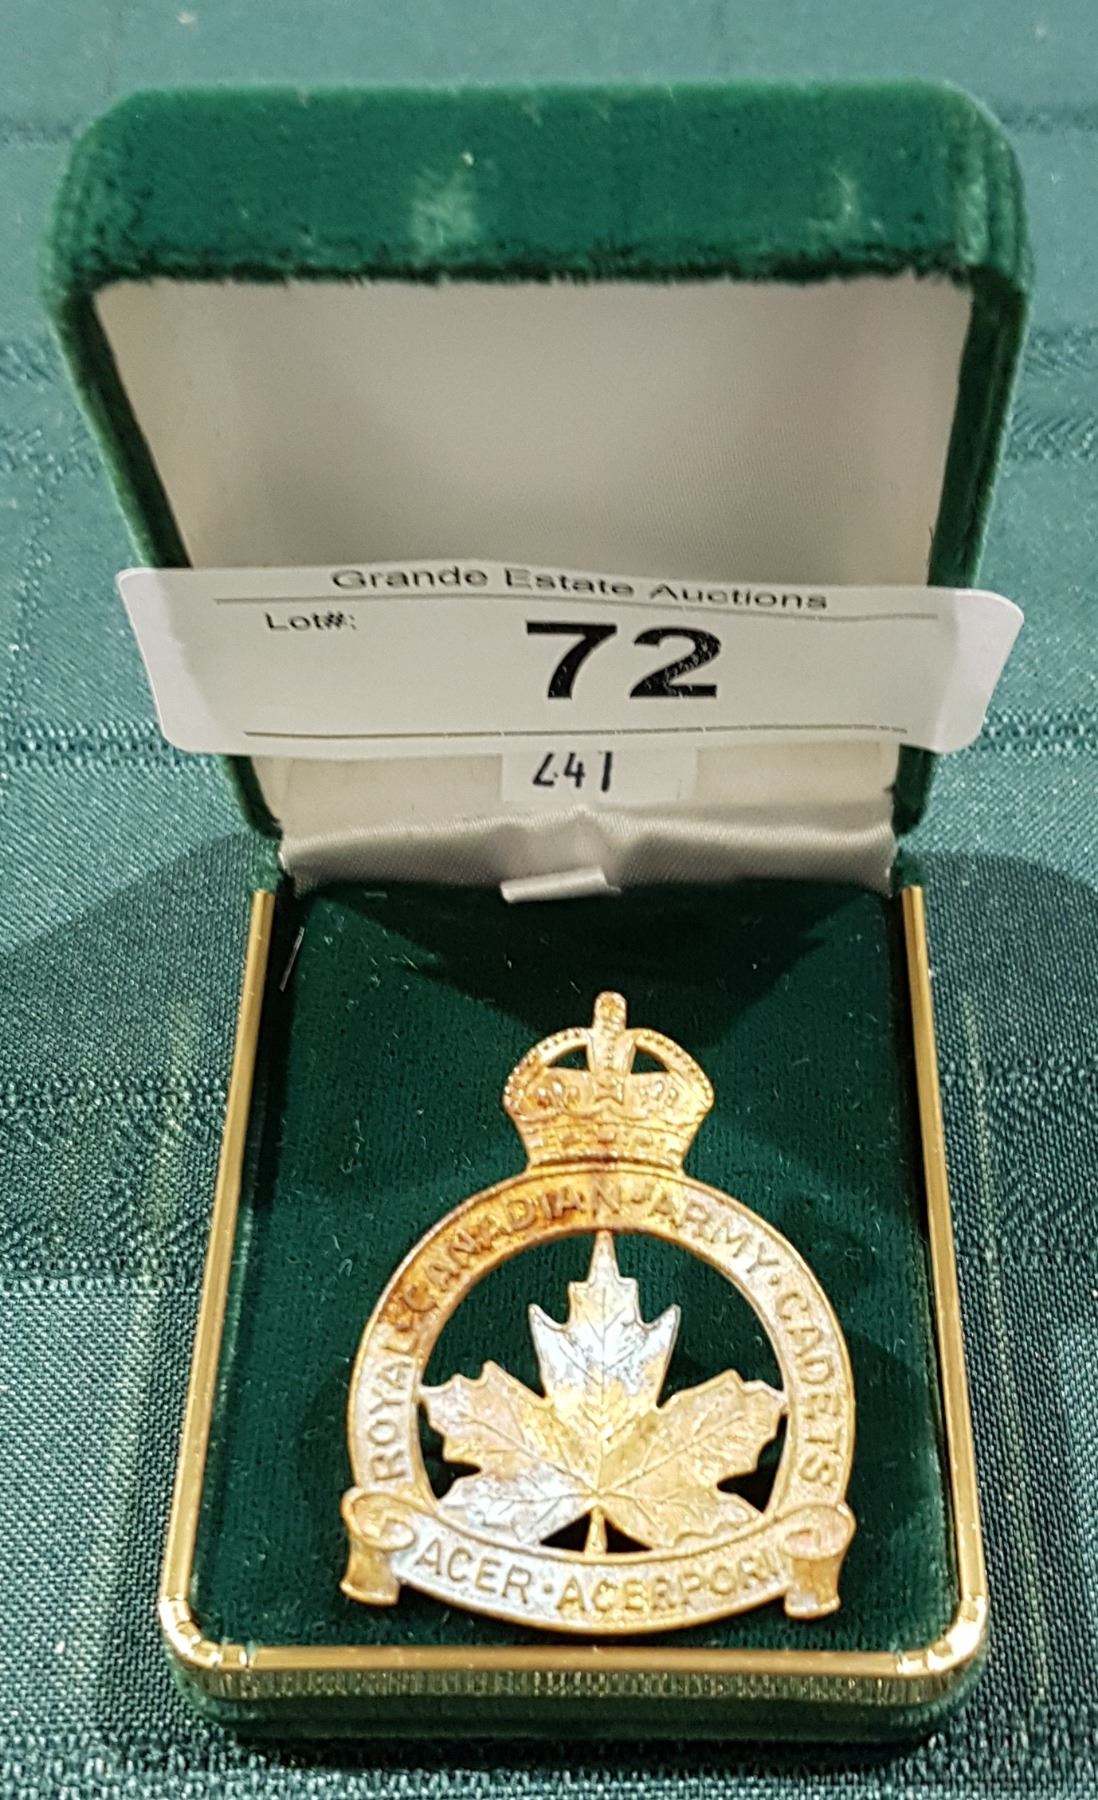 Grande Estate Auctions
Lot#:
72
241
ROYAL·CANADIAN·ARMY·CADETS
ACER·ACERPORI